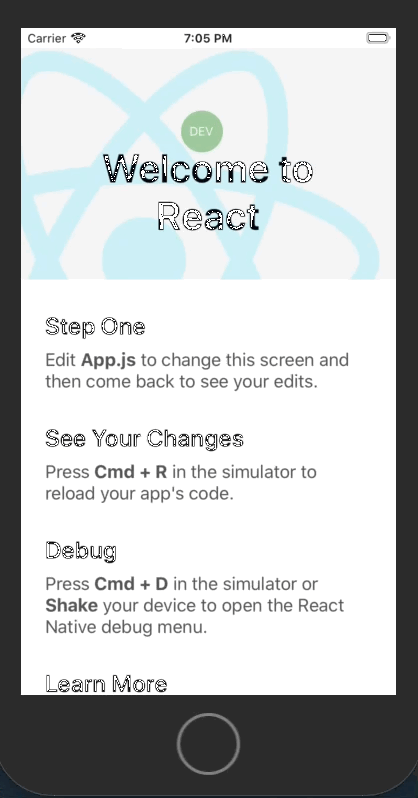 Carrier 7:05 PM
DEV
Welcome to
React
Step One
Edit App.js to change this screen and
then come back to see your edits.
See Your Changes
Press Cmd + R in the simulator to
reload your app's code.
Debug
Press Cmd + D in the simulator or
Shake your device to open the React
Native debug menu.
Learn More